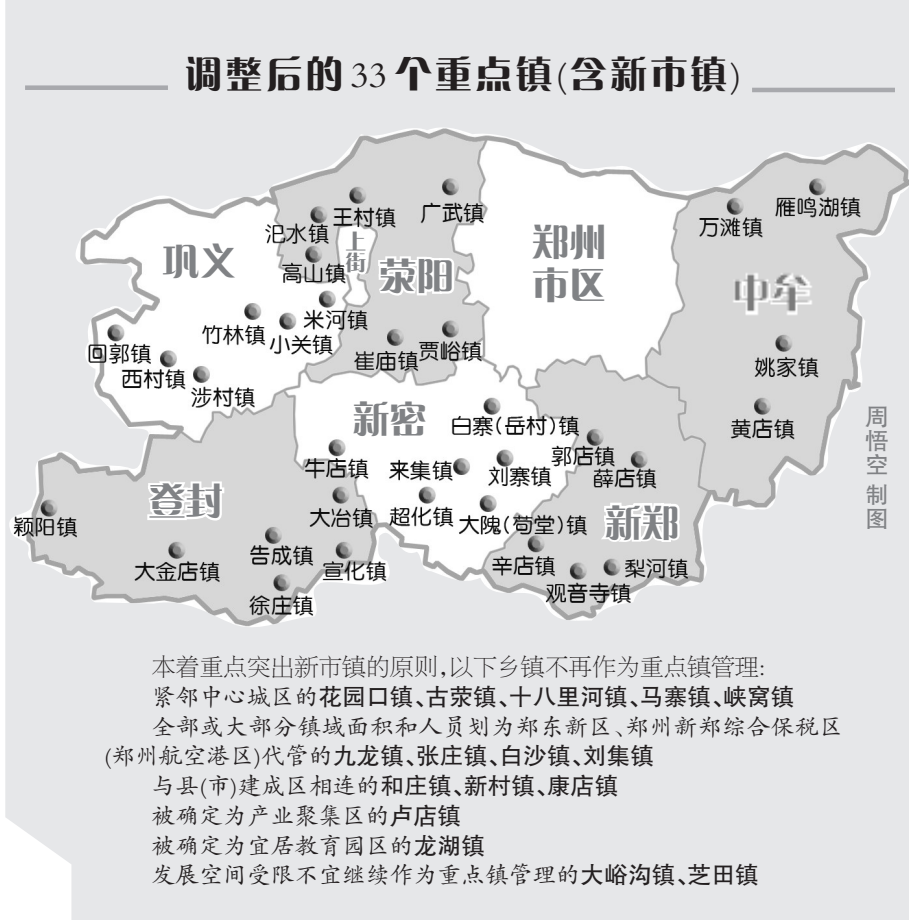 调整后的33个重点镇(含新市镇)
王村镇
广武镇
汜水镇
高山镇
上街
荥阳
巩义
郑州
市区
万滩镇
雁鸣湖镇
中牟
米河镇
竹林镇
小关镇
回郭镇
西村镇
涉村镇
崔庙镇
贾峪镇
姚家镇
黄店镇
新密
白寨(岳村)镇
牛店镇
来集镇
刘寨镇
郭店镇
薛店镇
登封
颖阳镇
大冶镇
超化镇
大隗(苟堂)镇
新郑
告成镇
大金店镇
宣化镇
徐庄镇
辛店镇
梨河镇
观音寺镇
周悟空 制图
本着重点突出新市镇的原则,以下乡镇不再作为重点镇管理:
紧邻中心城区的花园口镇、古荥镇、十八里河镇、马寨镇、峡窝镇
全部或大部分镇域面积和人员划为郑东新区、郑州新郑综合保税区
(郑州航空港区)代管的九龙镇、张庄镇、白沙镇、刘集镇
与县(市)建成区相连的和庄镇、新村镇、康店镇
被确定为产业聚集区的卢店镇
被确定为宜居教育园区的龙湖镇
发展空间受限不宜继续作为重点镇管理的大峪沟镇、芝田镇